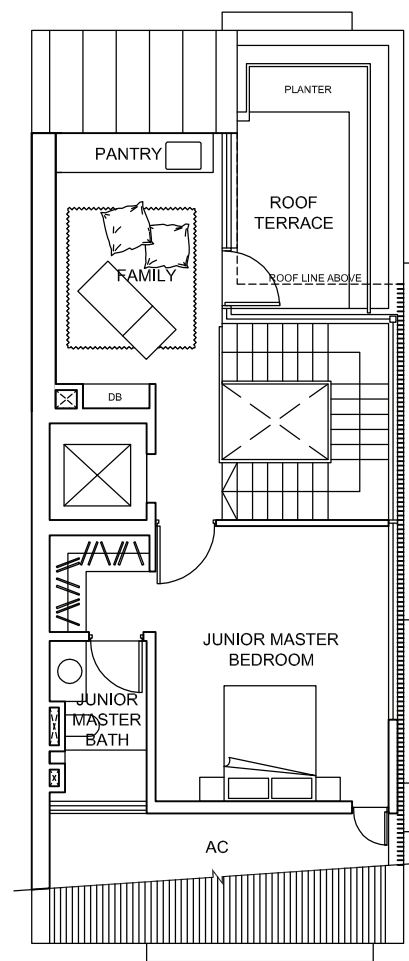 PLANTER
PANTRY
ROOF
TERRACE
FAMILY
ROOF LINE ABOVE
DB
JUNIOR MASTER
BEDROOM
JUNIOR
MASTER
BATH
AC